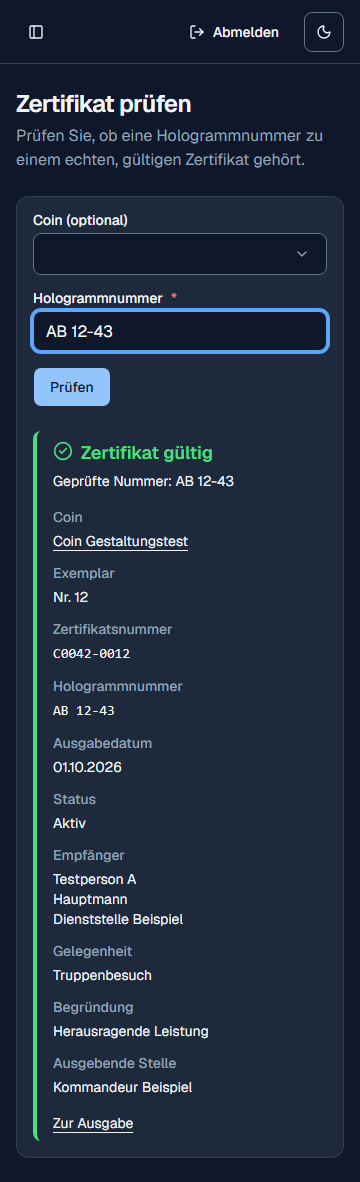 Abmelden
Zertifikat prüfen
Prüfen Sie, ob eine Hologrammnummer zu
einem echten, gültigen Zertifikat gehört.
Coin (optional)
Hologrammnummer *
AB 12-43
Prüfen
Zertifikat gültig
Geprüfte Nummer: AB 12-43
Coin
Coin Gestaltungstest
Exemplar
Nr. 12
Zertifikatsnummer
C0042-0012
Hologrammnummer
AB 12-43
Ausgabedatum
01.10.2026
Status
Aktiv
Empfänger
Testperson A
Hauptmann
Dienststelle Beispiel
Gelegenheit
Truppenbesuch
Begründung
Herausragende Leistung
Ausgebende Stelle
Kommandeur Beispiel
Zur Ausgabe